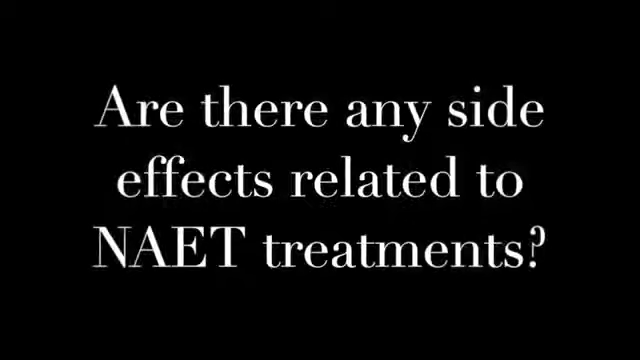 Are there any side
effects related to
NAET treatments?